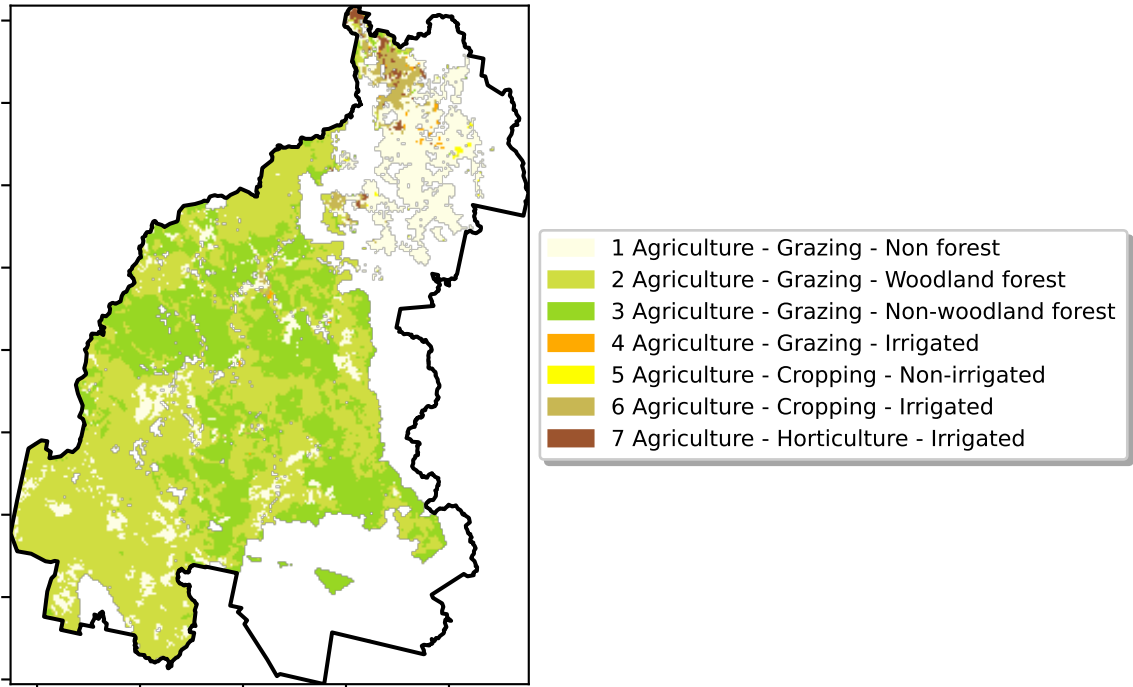 1 Agriculture - Grazing - Non forest
2 Agriculture - Grazing - Woodland forest
3 Agriculture - Grazing - Non-woodland forest
4 Agriculture - Grazing - Irrigated
5 Agriculture - Cropping - Non-irrigated
6 Agriculture - Cropping - Irrigated
7 Agriculture - Horticulture - Irrigated